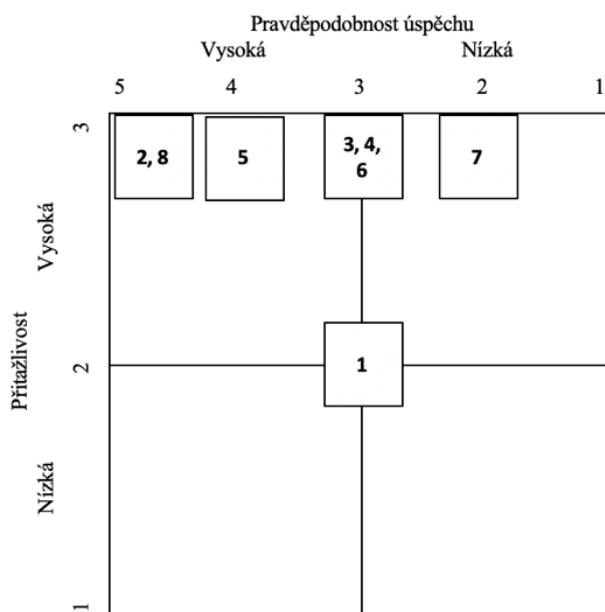 Pravděpodobnost úspěchu
Vysoká Nízká
5 4 3 2 1
3
2, 8 5 3, 4, 7
6
Vysoká
Přitažlivost
2
1
Nízká
1